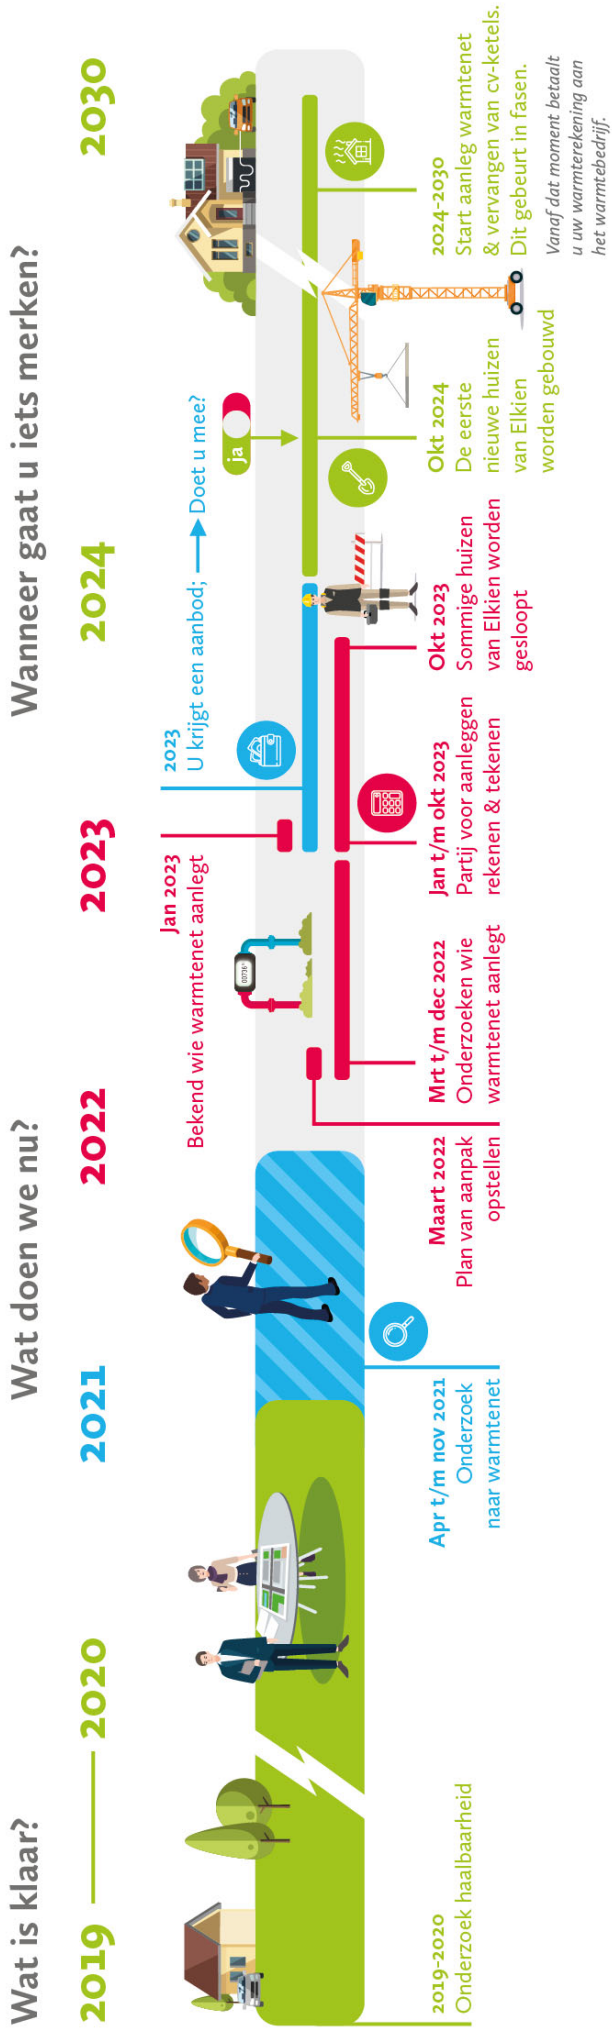 Wat is klaar?
Wat doen we nu?
Wanneer gaat u iets merken?
2019
2020
2021
2022
2023
2024
2030
2019-2020
Onderzoek haalbaarheid
Apr t/m nov 2021
Onderzoek
naar warmtenet
Maart 2022
Plan van aanpak
opstellen
Mrt t/m dec 2022
Onderzoeken wie
warmtenet aanlegt
00736³
Jan 2023
Bekend wie warmtenet aanlegt
Jan t/m okt 2023
Partij voor aanleggen
rekenen & tekenen
2023
U krijgt een aanbod;
Doet u mee?
ja
Okt 2023
Sommige huizen
van Elkien worden
gesloopt
Okt 2024
De eerste
nieuwe huizen
van Elkien
worden gebouwd
2024-2030
Start aanleg warmtenet
& vervangen van cv-ketels.
Dit gebeurt in fasen.
Vanaf dat moment betaalt
u uw warmterekening aan
het warmtebedrijf.